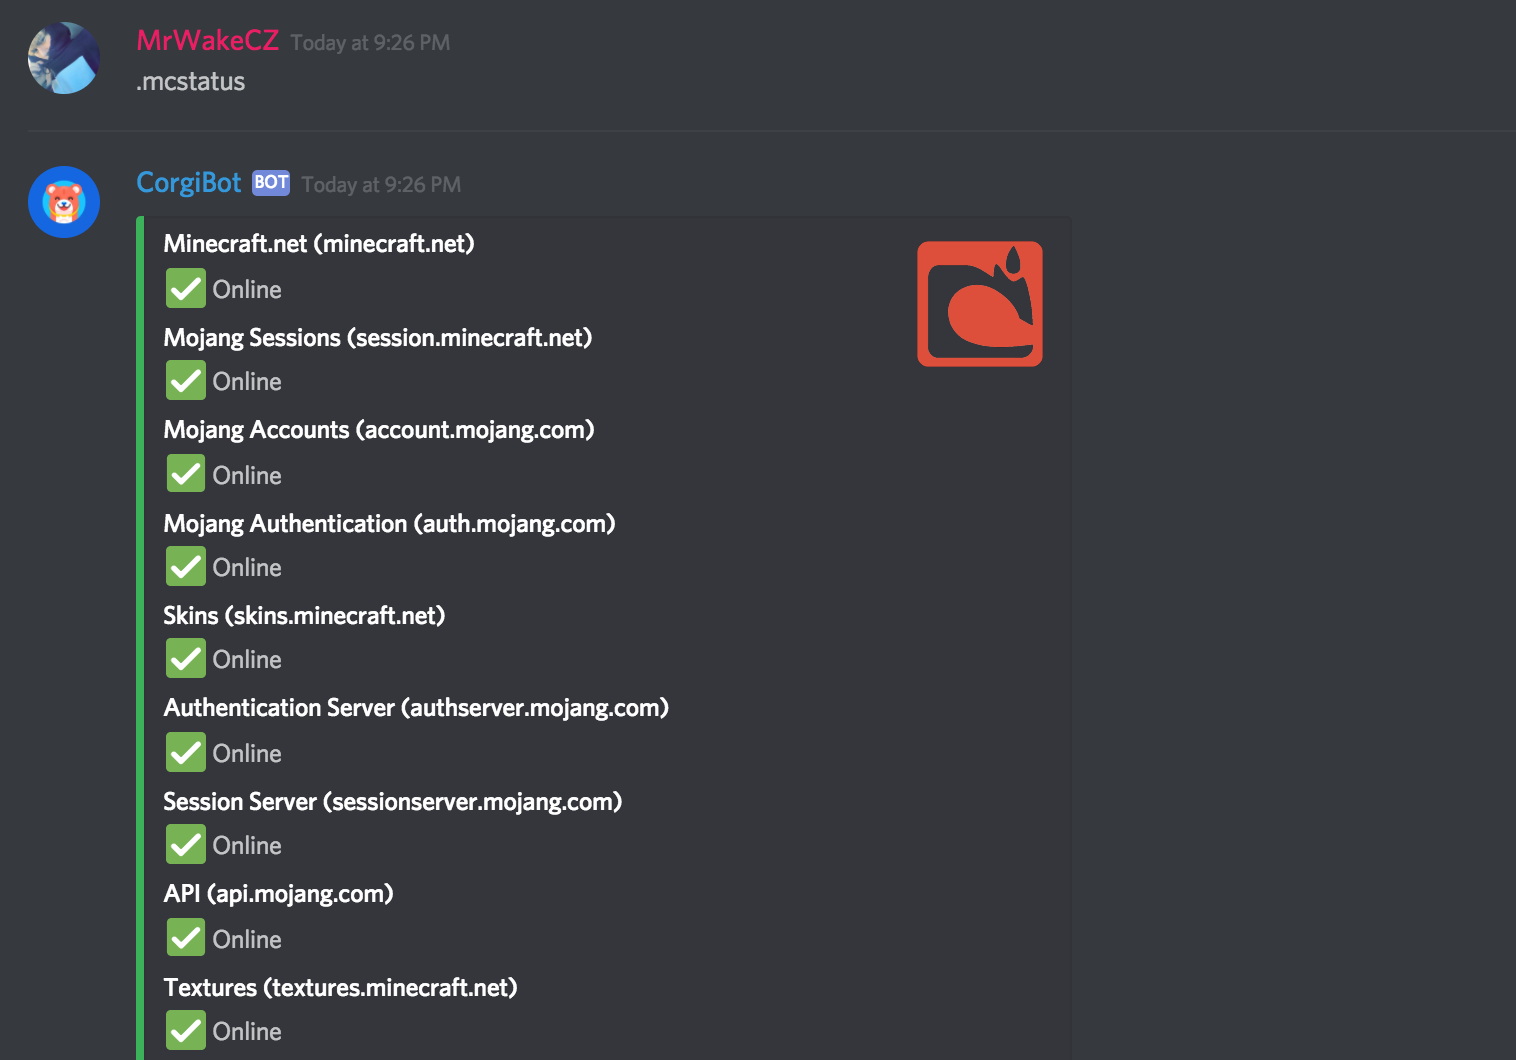 MrWakeCZ Today at 9:26 PM
.mcstatus
CorgiBot BOT Today at 9:26 PM
Minecraft.net (minecraft.net)
Online
Mojang Sessions (session.minecraft.net)
Online
Mojang Accounts (account.mojang.com)
Online
Mojang Authentication (auth.mojang.com)
Online
Skins (skins.minecraft.net)
Online
Authentication Server (authserver.mojang.com)
Online
Session Server (sessionserver.mojang.com)
Online
API (api.mojang.com)
Online
Textures (textures.minecraft.net)
Online